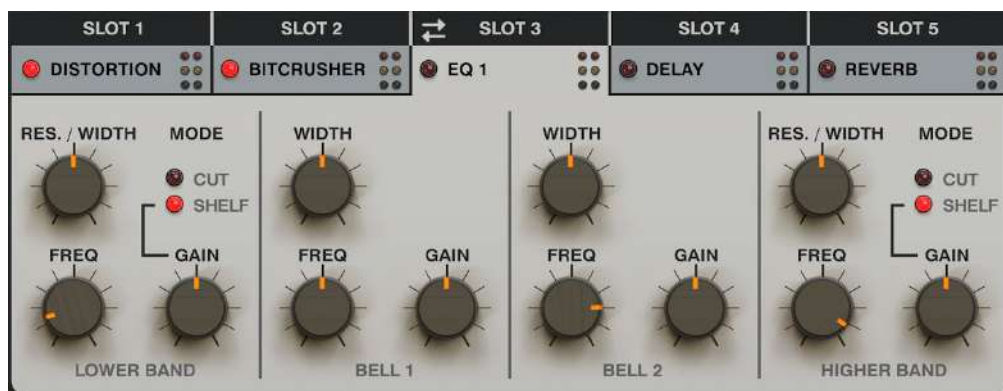 SLOT 1
SLOT 2
SLOT 3
SLOT 4
SLOT 5
DISTORTION
BITCRUSHER
EQ 1
DELAY
REVERB
RES. / WIDTH
MODE
WIDTH
WIDTH
RES. / WIDTH
MODE
CUT
SHELF
CUT
SHELF
FREQ
GAIN
FREQ
GAIN
FREQ
GAIN
FREQ
GAIN
LOWER BAND
BELL 1
BELL 2
HIGHER BAND